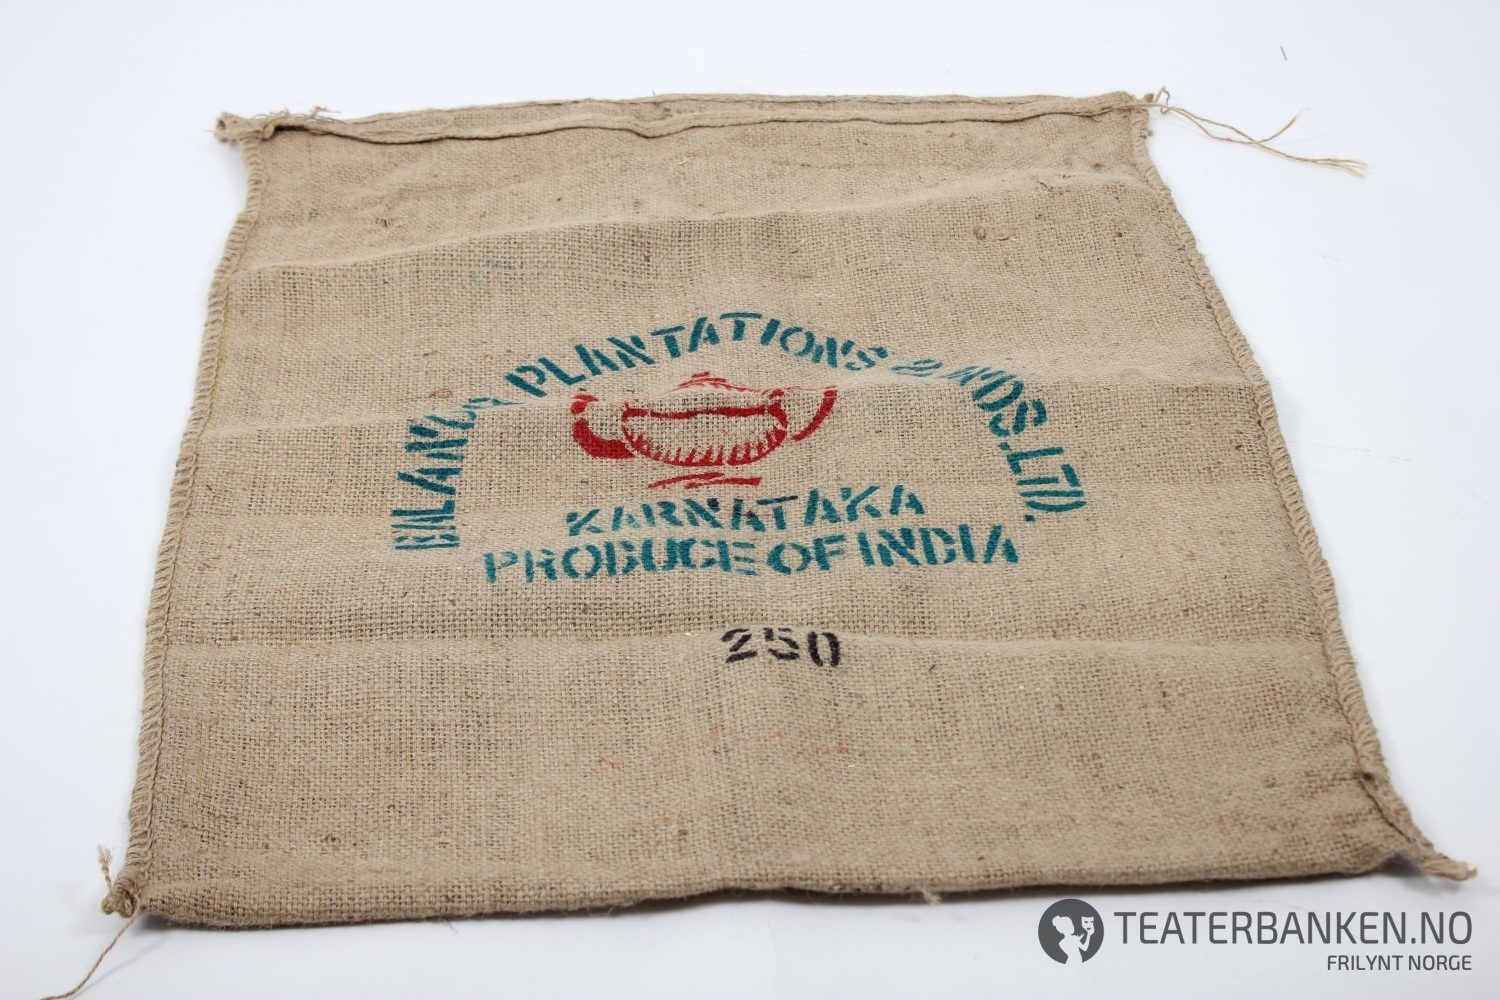 PLANTATIONS & INDS. LTD.
KARNATAKA
PRODUCE OF INDIA
250
TEATERBANKEN.NO
FRILYNT NORGE